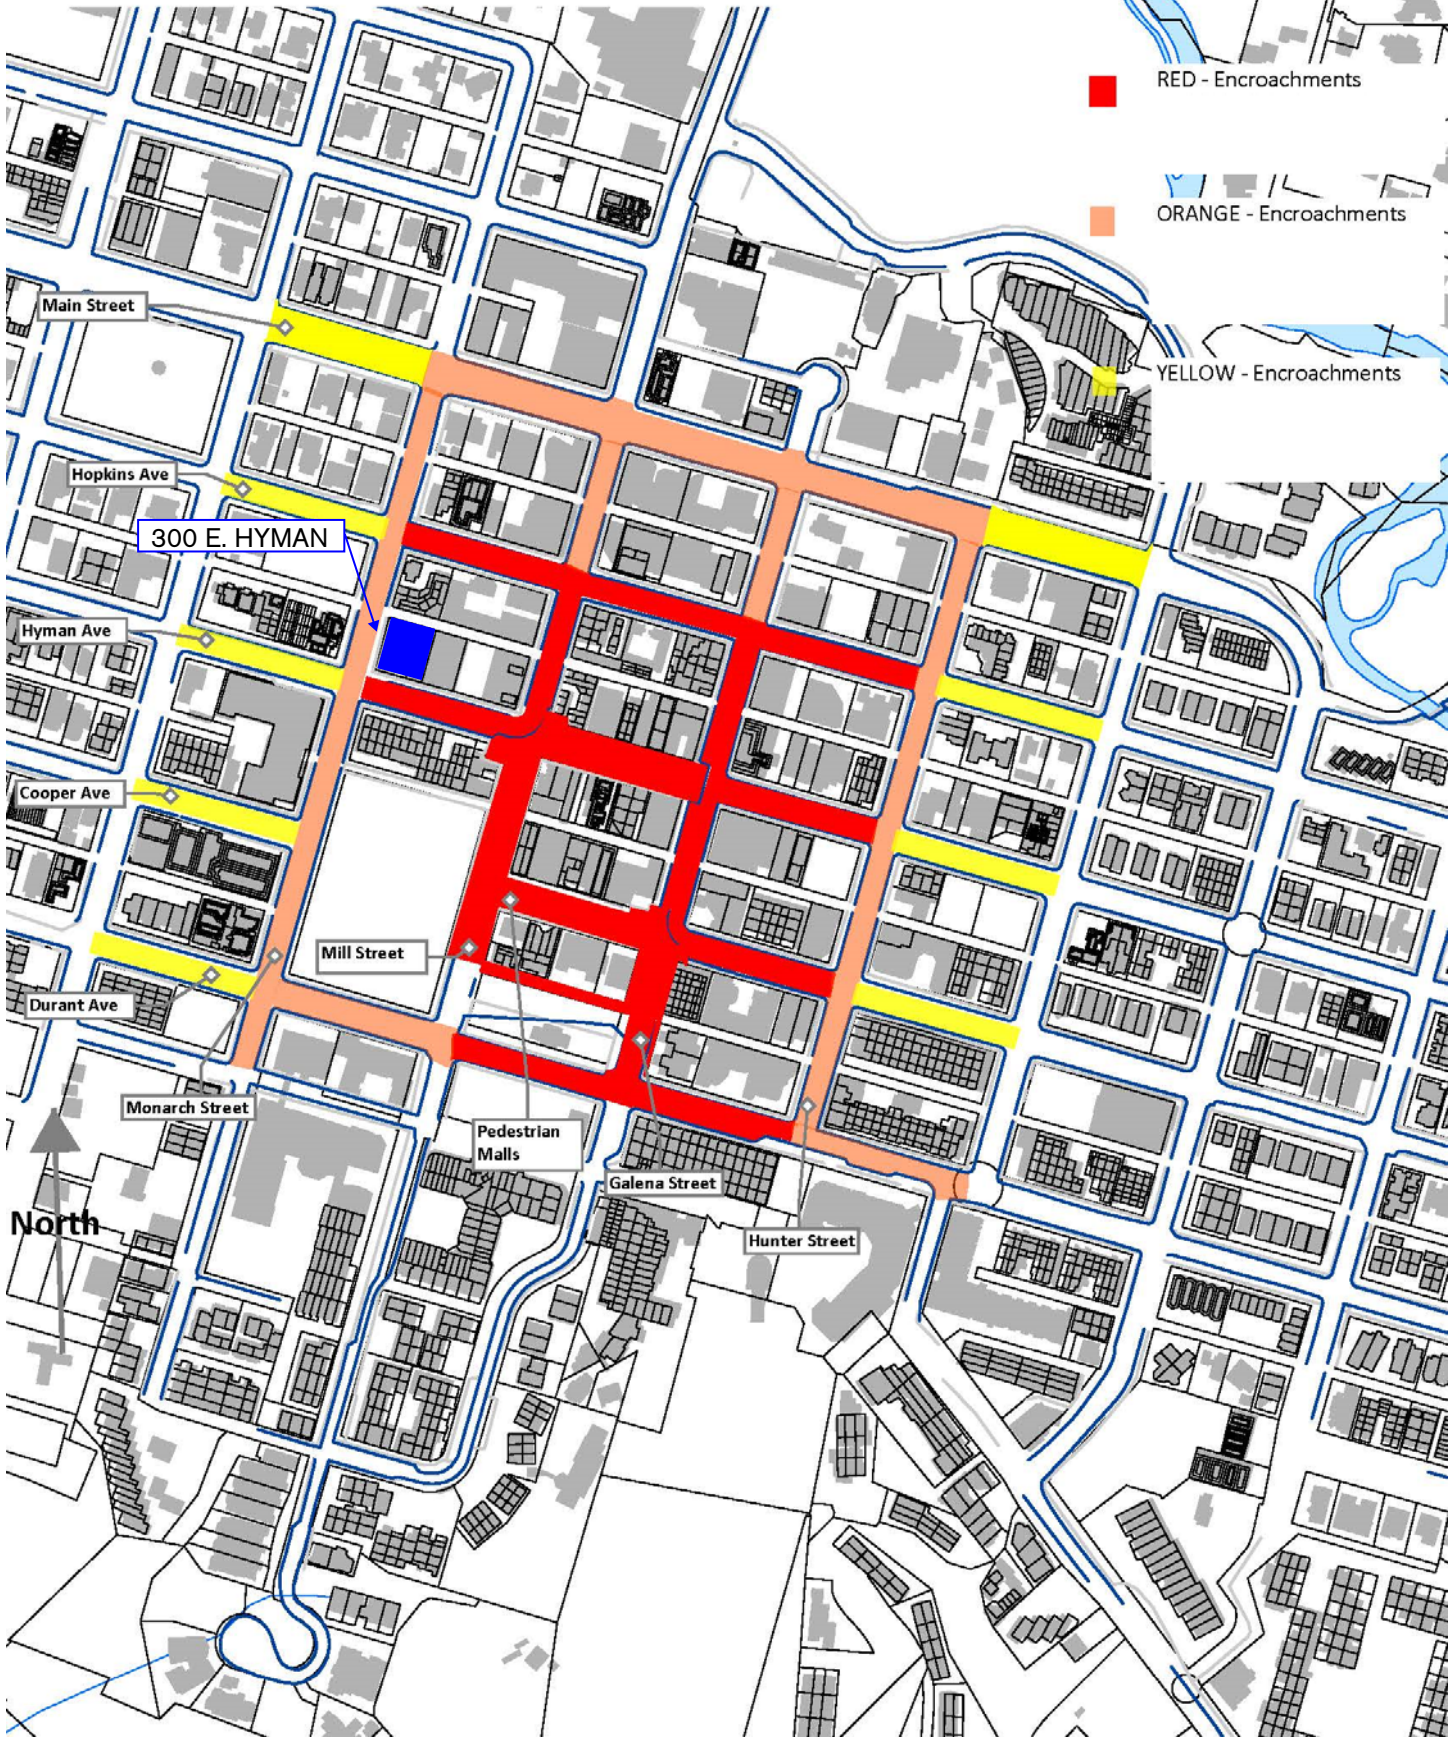 RED - Encroachments
ORANGE - Encroachments
Main Street
YELLOW - Encroachments
Hopkins Ave
300 E. HYMAN
Hyman Ave
Cooper Ave
Mill Street
Durant Ave
Monarch Street
Pedestrian
Malls
Galena Street
North
Hunter Street